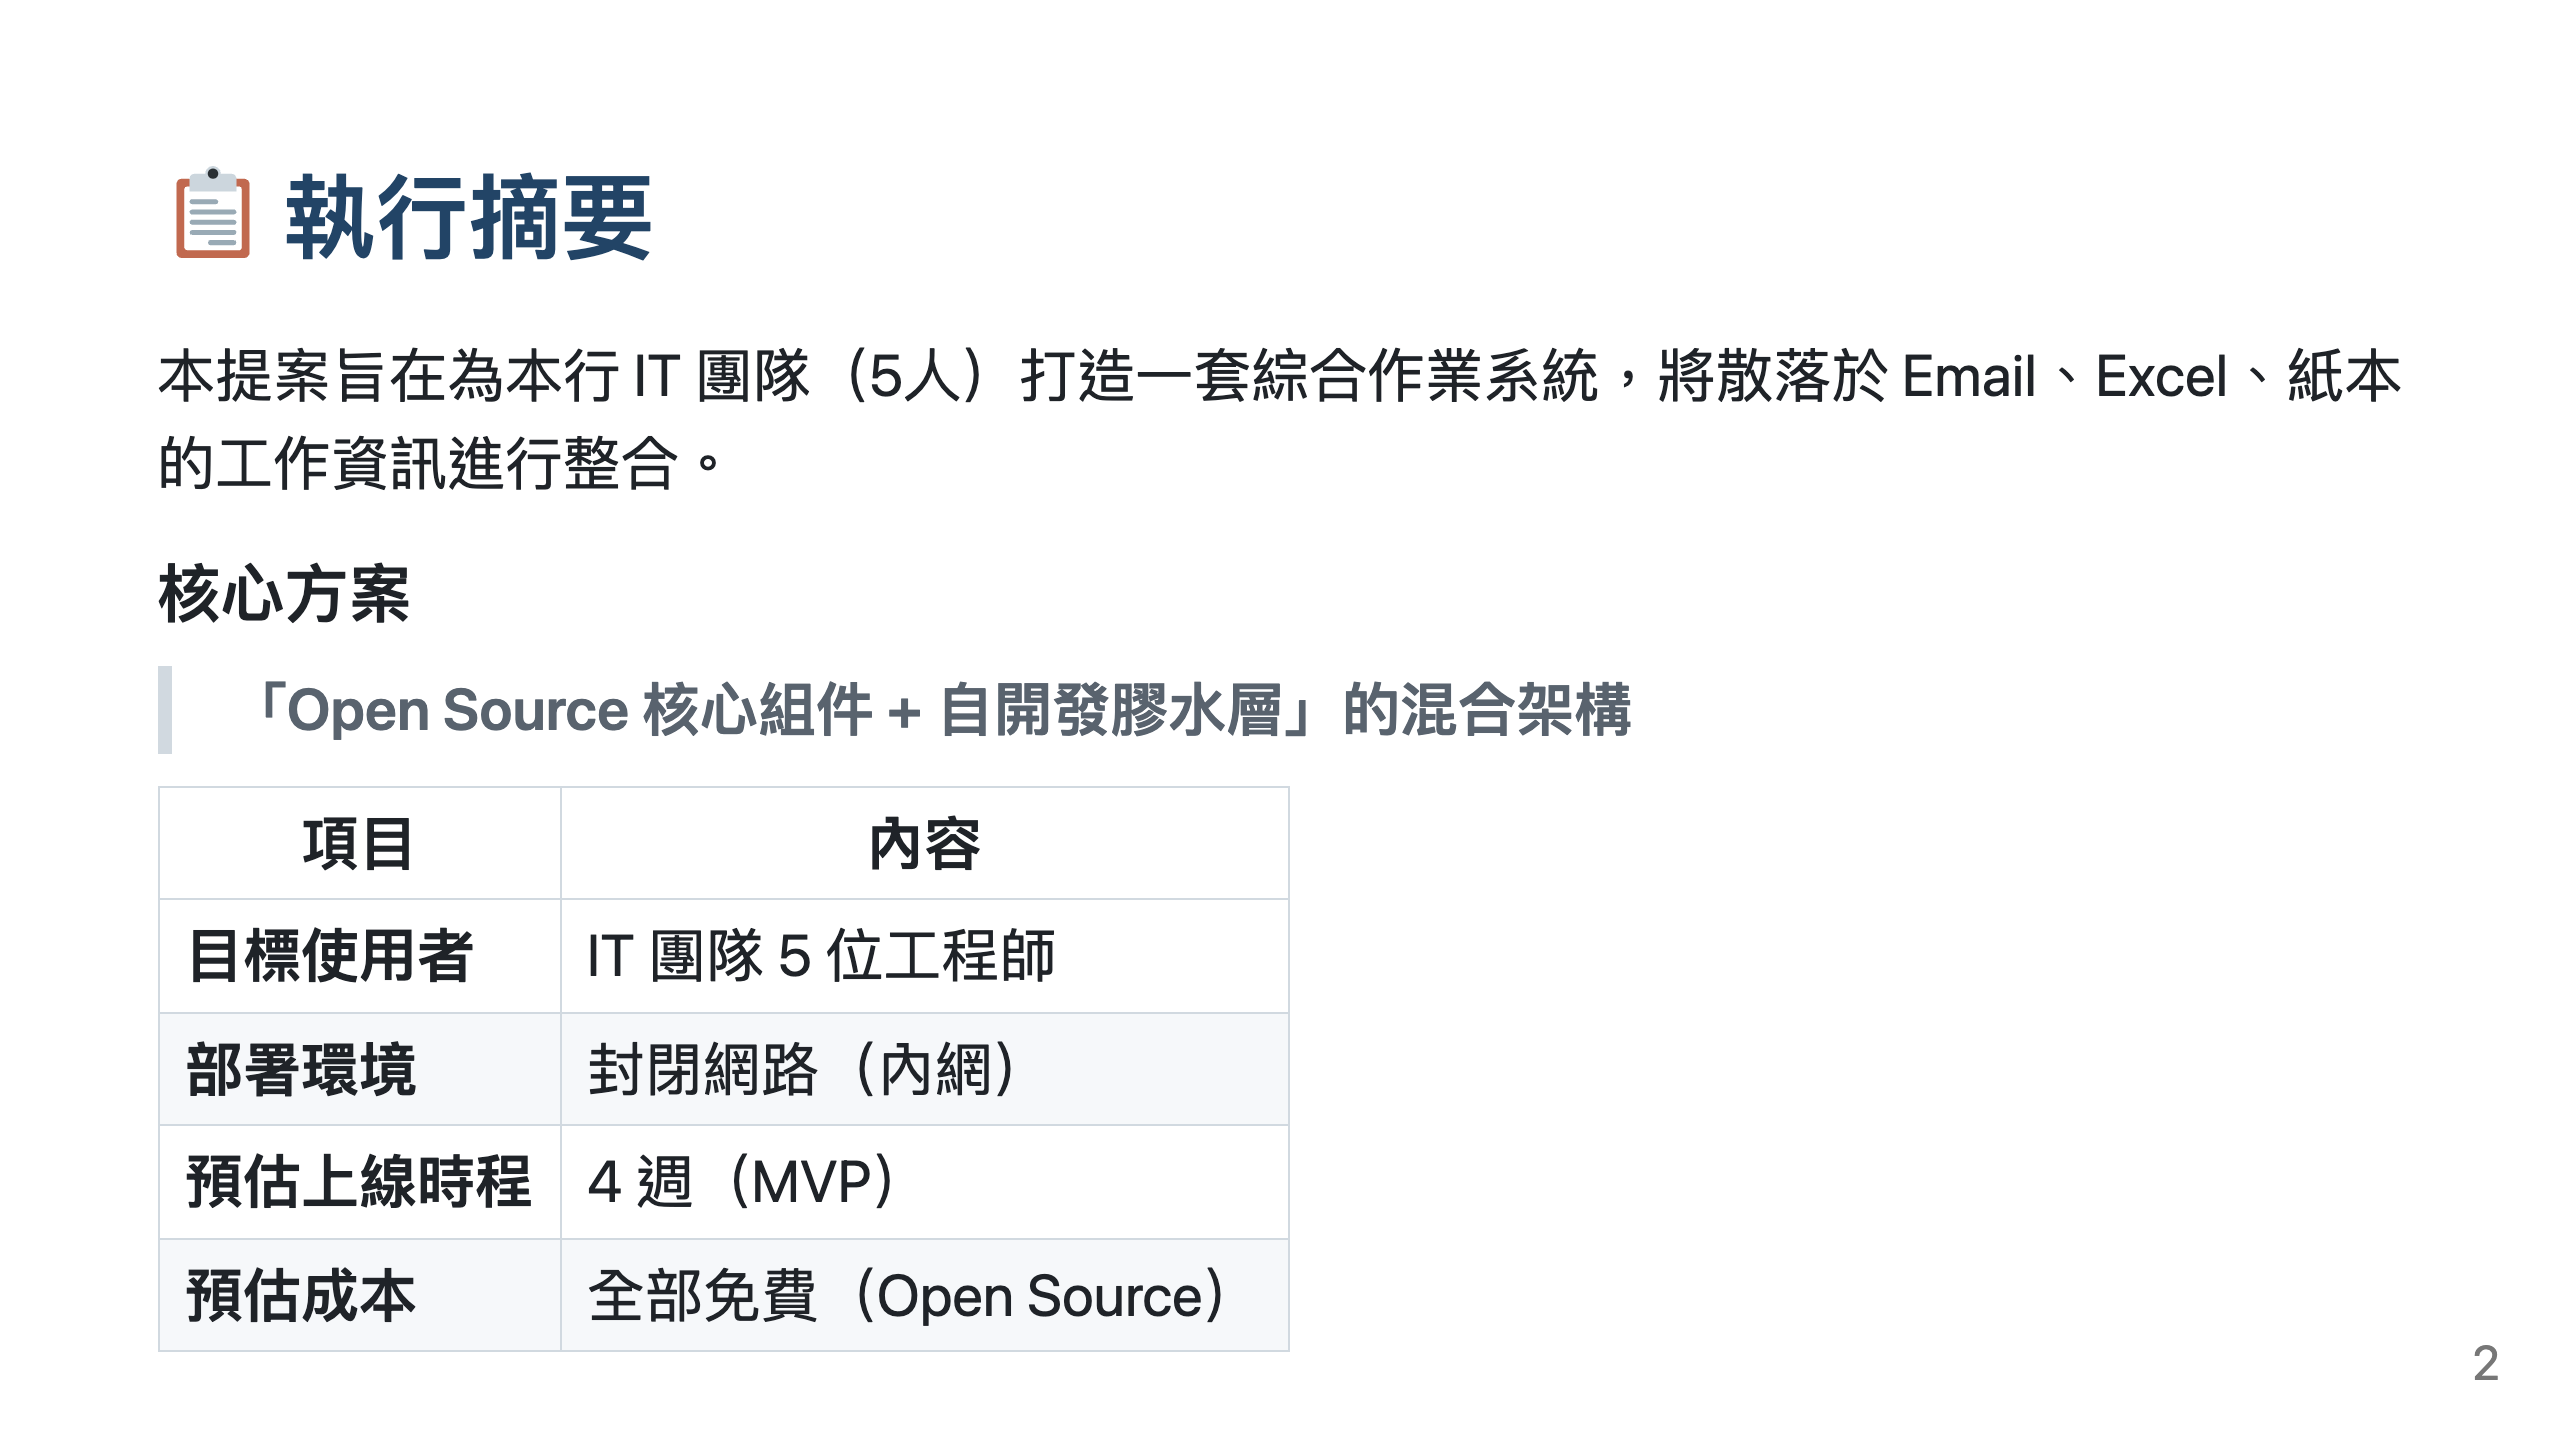 📋 執行摘要
本提案旨在為本行 IT 團隊（5人）打造一套綜合作業系統，將散落於 Email、Excel、紙本
的工作資訊進行整合。
核心方案
「Open Source 核心組件 + 自開發膠水層」的混合架構
項目 內容
目標使用者 IT 團隊 5 位工程師
部署環境 封閉網路（內網）
預估上線時程 4 週（MVP）
預估成本 全部免費（Open Source）
2